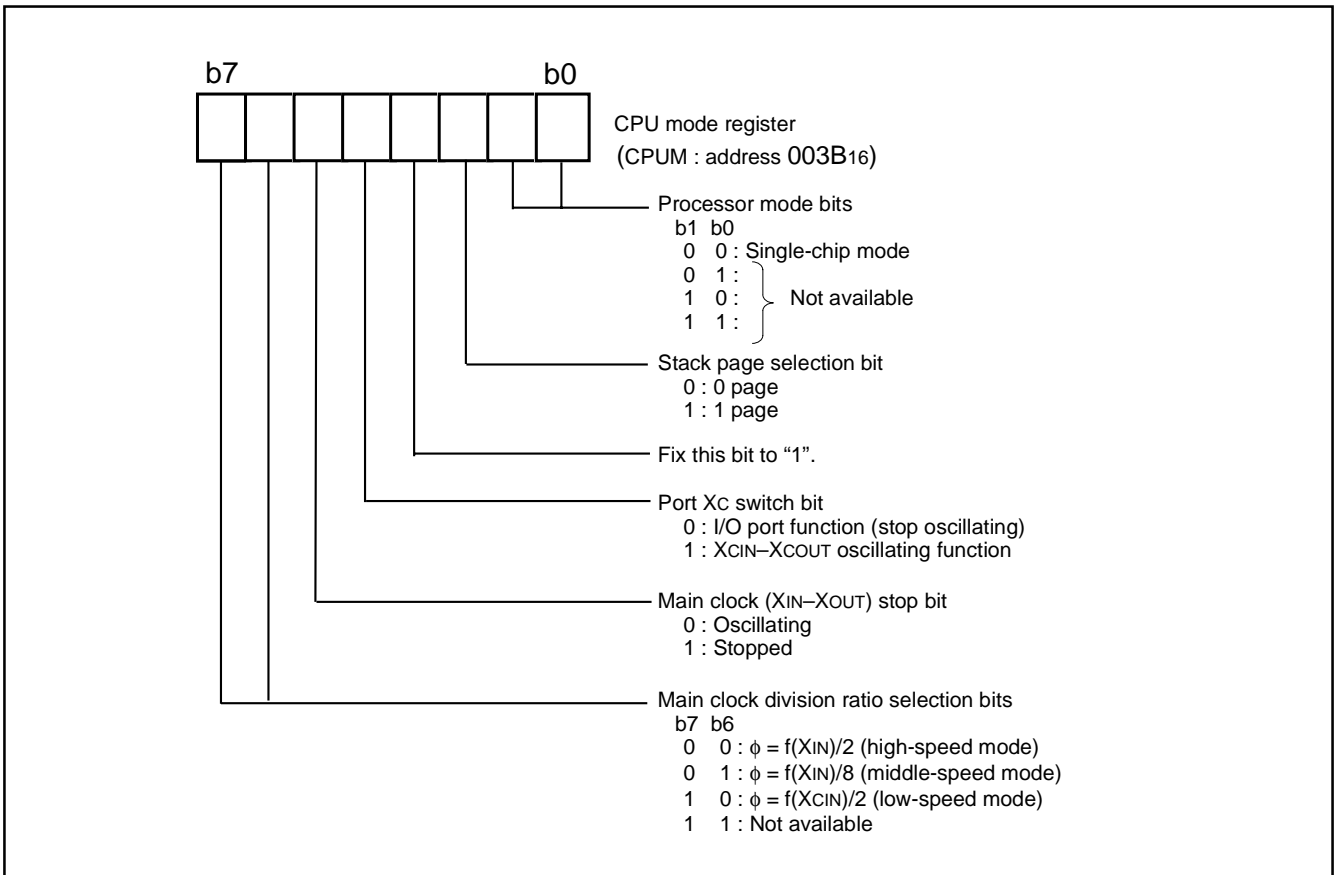 b7 b0
CPU mode register
(CPUM : address 003B16)
Processor mode bits
b1 b0
0 0 : Single-chip mode
0 1 :
1 0 : Not available
1 1 :
Stack page selection bit
0 : 0 page
1 : 1 page
Fix this bit to “1”.
Port XC switch bit
0 : I/O port function (stop oscillating)
1 : XCIN–XCOUT oscillating function
Main clock (XIN–XOUT) stop bit
0 : Oscillating
1 : Stopped
Main clock division ratio selection bits
b7 b6
0 0 : ϕ = f(XIN)/2 (high-speed mode)
0 1 : ϕ = f(XIN)/8 (middle-speed mode)
1 0 : ϕ = f(XCIN)/2 (low-speed mode)
1 1 : Not available